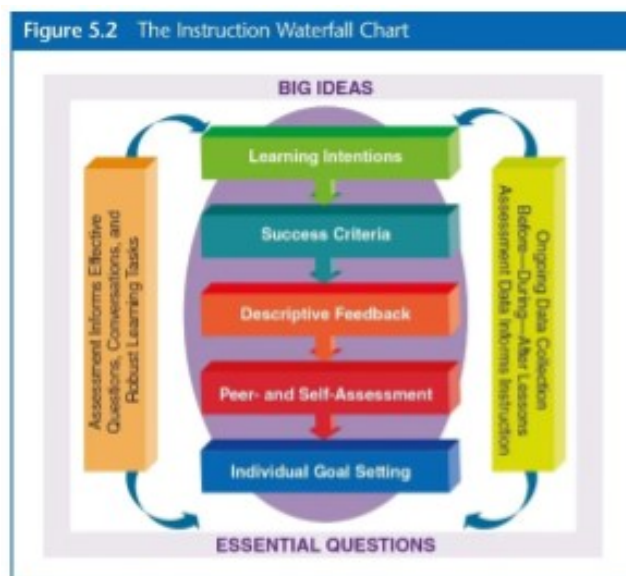 Figure 5.2 The Instruction Waterfall Chart
BIG IDEAS
Learning Intentions
Success Criteria
Descriptive Feedback
Peer- and Self-Assessment
Individual Goal Setting
Assessment Informs Effective
Questions, Conversations, and
Robust Learning Tasks
Ongoing Data Collection
Before—During—After Lessons
Assessment Data Informs Instruction
ESSENTIAL QUESTIONS